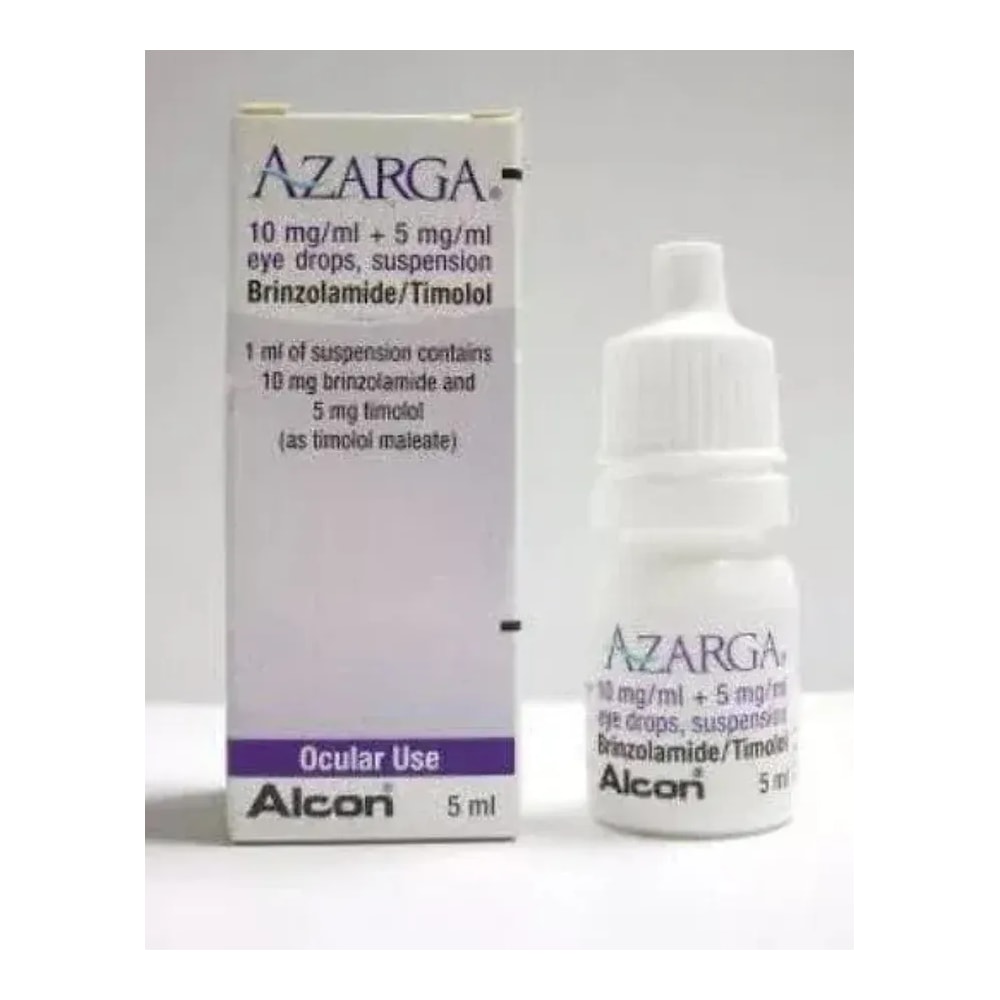 AZARGA®
10 mg/ml + 5 mg/ml
eye drops, suspension
Brinzolamide/Timolol
1 ml of suspension contains
10 mg brinzolamide and
5 mg timolol
(as timolol maleate)
Ocular Use
Alcon®
5 ml
AZARGA®
10 mg/ml + 5 mg/ml
eye drops, suspension
Brinzolamide/Timolol
Alcon®
5 ml